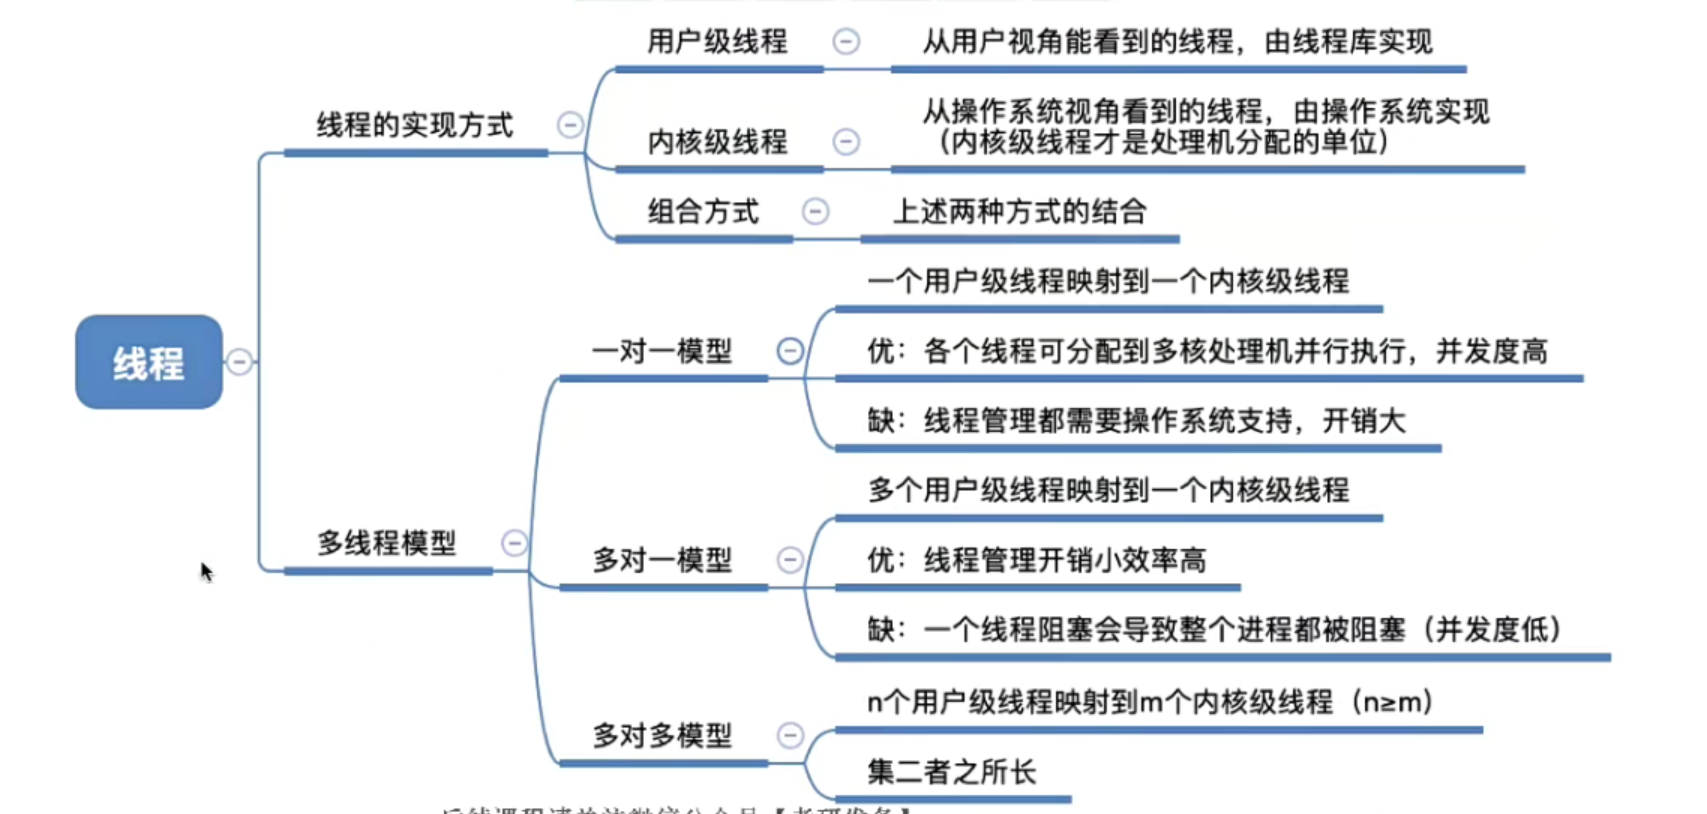 线程
线程的实现方式
用户级线程
从用户视角能看到的线程，由线程库实现
内核级线程
从操作系统视角看到的线程，由操作系统实现
（内核级线程才是处理机分配的单位）
组合方式
上述两种方式的结合
多线程模型
一对一模型
一个用户级线程映射到一个内核级线程
优：各个线程可分配到多核处理机并行执行，并发度高
缺：线程管理都需要操作系统支持，开销大
多对一模型
多个用户级线程映射到一个内核级线程
优：线程管理开销小效率高
缺：一个线程阻塞会导致整个进程都被阻塞（并发度低）
多对多模型
n个用户级线程映射到m个内核级线程（n≥m）
集二者之所长